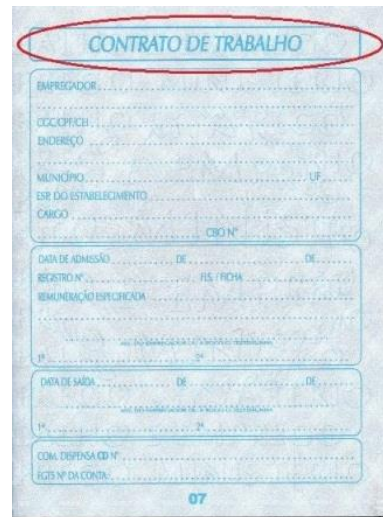 CONTRATO DE TRABALHO
EMPREGADOR
CGC/CPF/CEI
ENDEREÇO
MUNICÍPIO UF
ESP. DO ESTABELECIMENTO
CARGO
CBO Nº
DATA DE ADMISSÃO DE DE
REGISTRO Nº FLS. / FICHA
REMUNERAÇÃO ESPECIFICADA
1º 2º
DATA DE SAÍDA DE DE
1º 2º
COM. DISPENSA CD Nº
FGTS Nº DA CONTA
07